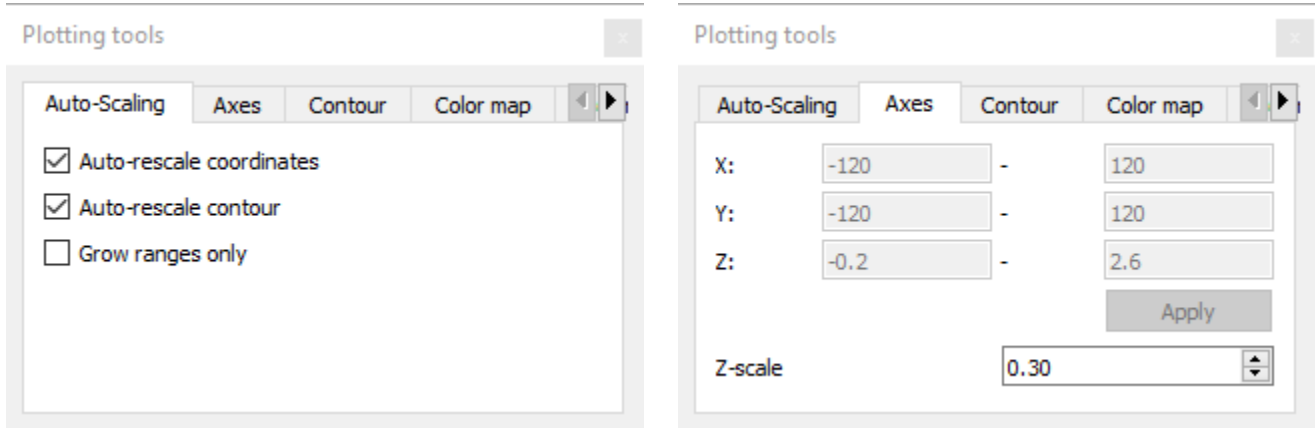 Plotting tools
Auto-Scaling Axes Contour Color map
Auto-rescale coordinates
Auto-rescale contour
Grow ranges only
Plotting tools
Auto-Scaling Axes Contour Color map
X: -120 - 120
Y: -120 - 120
Z: -0.2 - 2.6
Apply
Z-scale 0.30